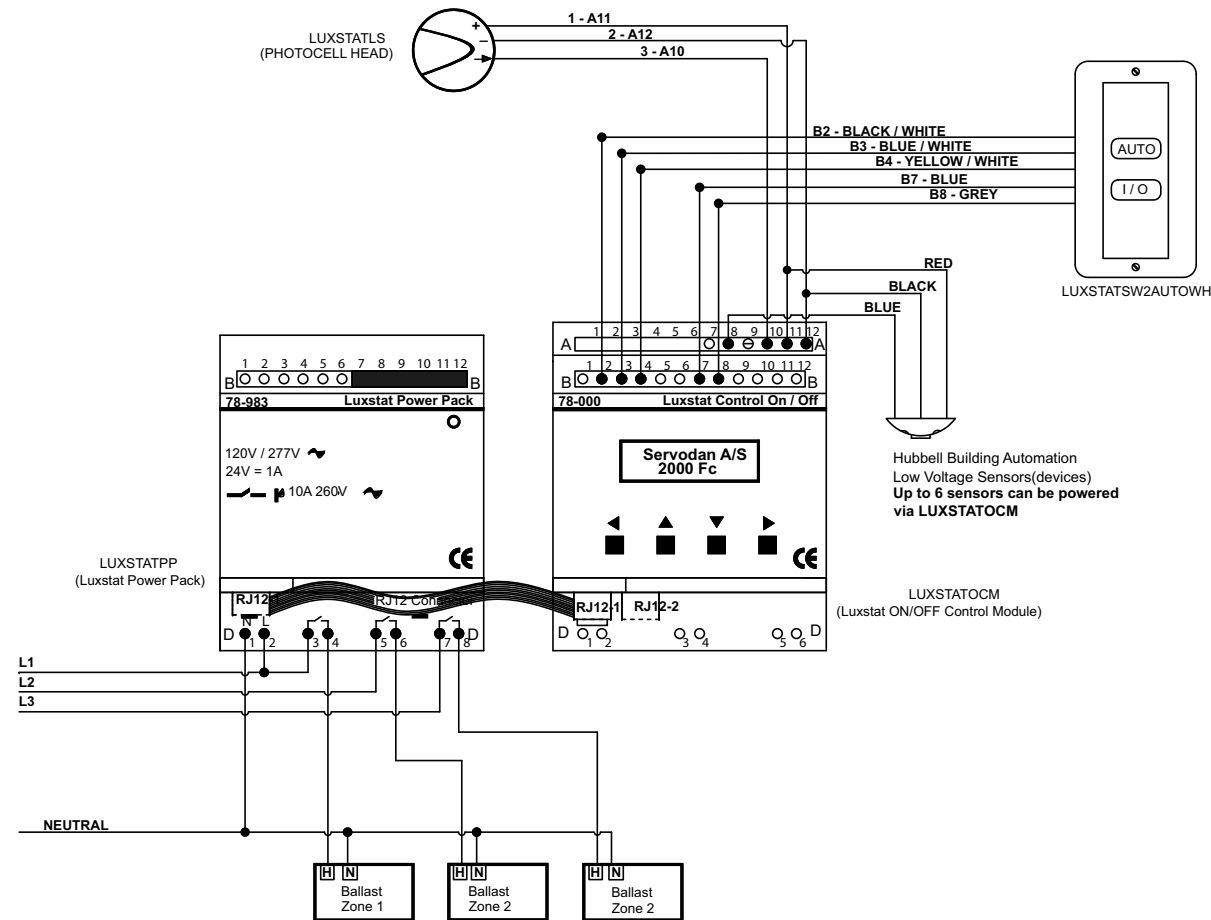 LUXSTATLS
(PHOTOCELL HEAD)
+
–
1 - A11
2 - A12
3 - A10
B2 - BLACK / WHITE
B3 - BLUE / WHITE
B4 - YELLOW / WHITE
B7 - BLUE
B8 - GREY
AUTO
I / O
LUXSTATSW2AUTOWH
RED
BLACK
BLUE
1 2 3 4 5 6 7 8 9 10 11 12
A A
1 2 3 4 5 6 7 8 9 10 11 12
B B
78-000 Luxstat Control On / Off
Servodan A/S
2000 Fc
CE
RJ12-1 RJ12-2
D 1 2 3 4 5 6 D
LUXSTATOCM
(Luxstat ON/OFF Control Module)
Hubbell Building Automation
Low Voltage Sensors(devices)
Up to 6 sensors can be powered
via LUXSTATOCM
1 2 3 4 5 6 7 8 9 10 11 12
B B
78-983 Luxstat Power Pack
120V / 277V
24V = 1A
10A 260V
CE
LUXSTATPP
(Luxstat Power Pack)
N L
D 1 2 3 4 5 6 7 8 D
L1
L2
L3
NEUTRAL
H N
Ballast
Zone 1
H N
Ballast
Zone 2
H N
Ballast
Zone 2